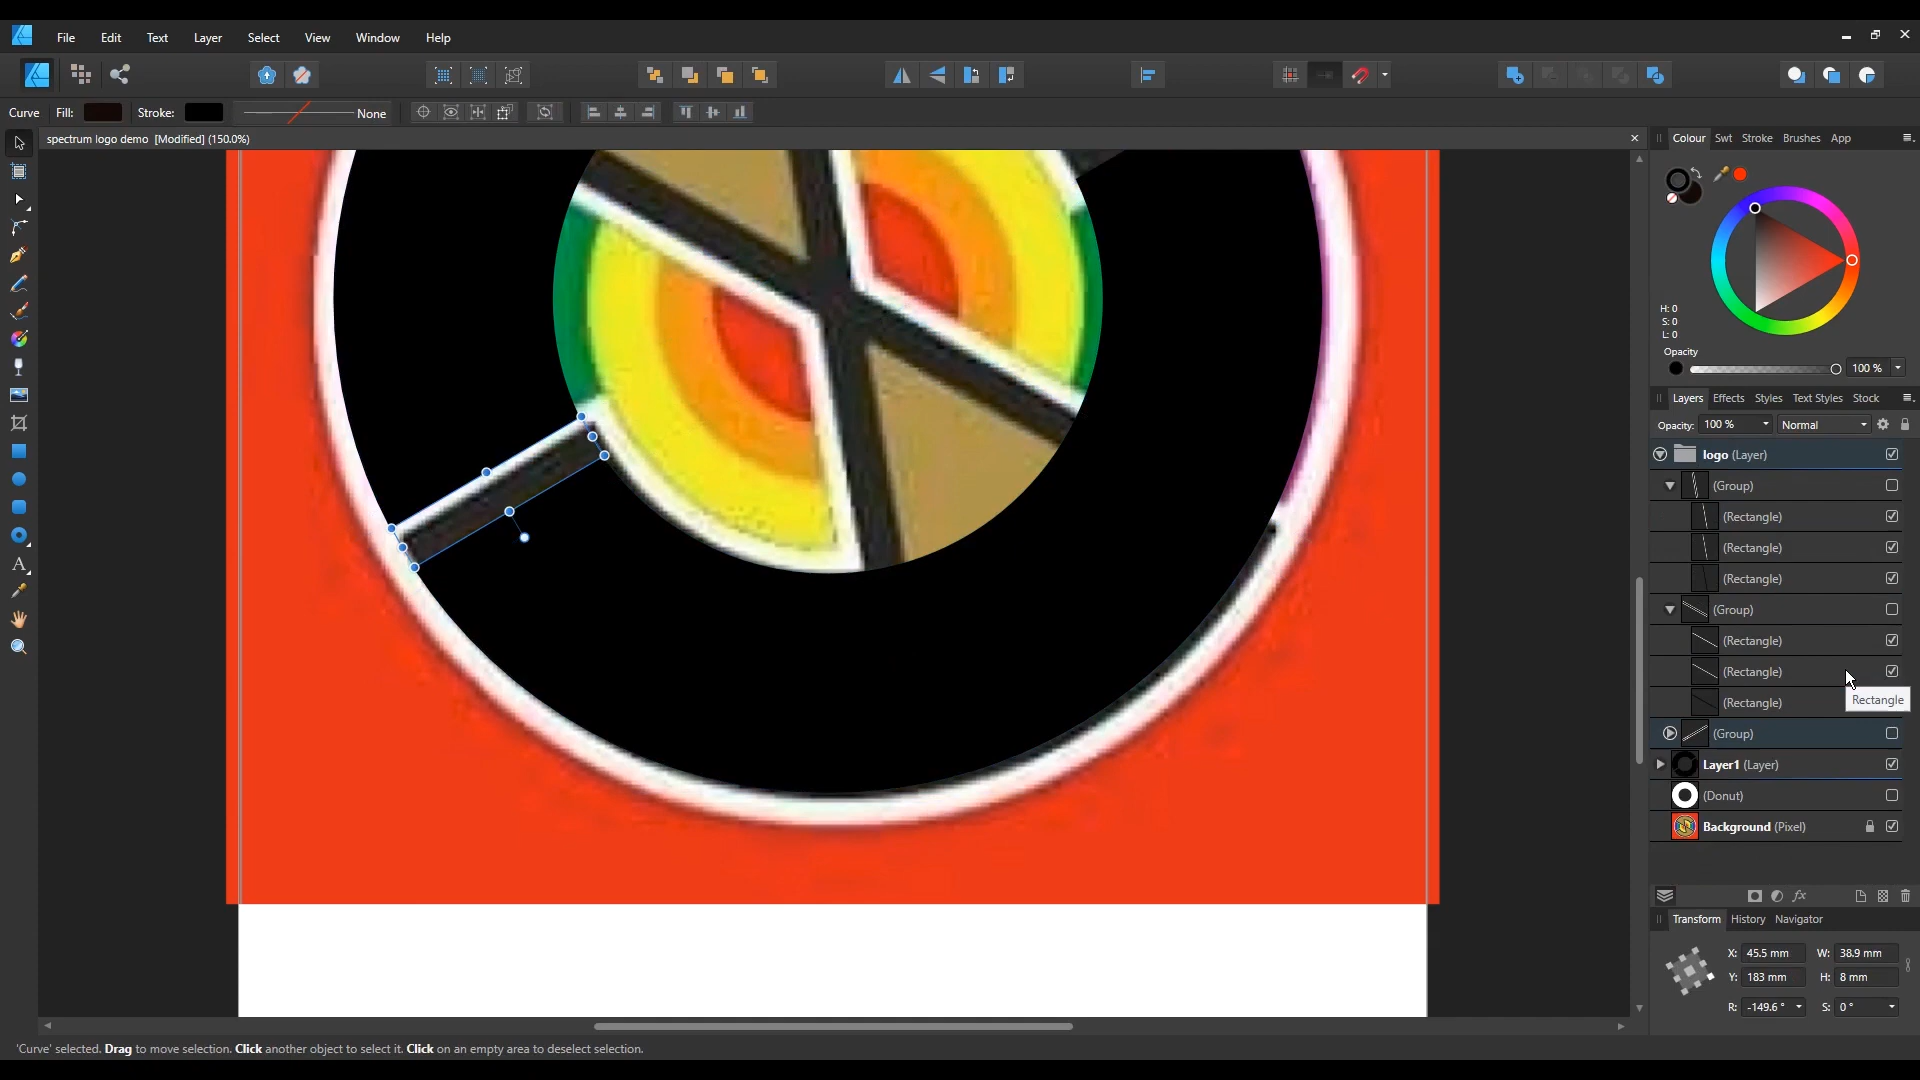 File Edit Text Layer Select View Window Help
Curve Fill: Stroke: None
spectrum logo demo [Modified] (150.0%)
Colour Swt Stroke Brushes App
H: 0
S: 0
L: 0
Opacity
100 %
Layers Effects Styles Text Styles Stock
Opacity: 100 % Normal
logo (Layer)
(Group)
(Rectangle)
(Rectangle)
(Rectangle)
(Group)
(Rectangle)
(Rectangle)
(Rectangle)
Rectangle
(Group)
Layer1 (Layer)
(Donut)
Background (Pixel)
Transform History Navigator
X: 45.5 mm W: 38.9 mm
Y: 183 mm H: 8 mm
R: -149.6 ° S: 0 °
'Curve' selected. Drag to move selection. Click another object to select it. Click on an empty area to deselect selection.